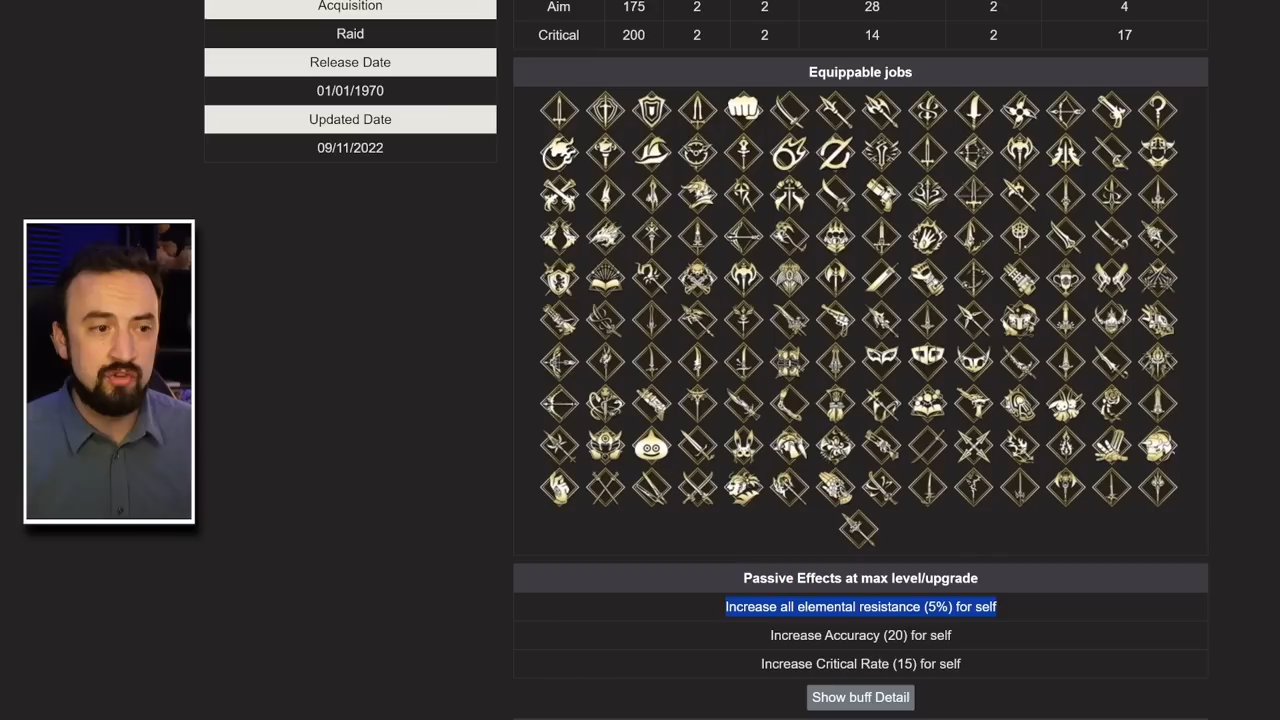 Acquisition
Raid
Release Date
01/01/1970
Updated Date
09/11/2022
Aim 175 2 2 28 2 4
Critical 200 2 2 14 2 17
Equippable jobs
Passive Effects at max level/upgrade
Increase all elemental resistance (5%) for self
Increase Accuracy (20) for self
Increase Critical Rate (15) for self
Show buff Detail